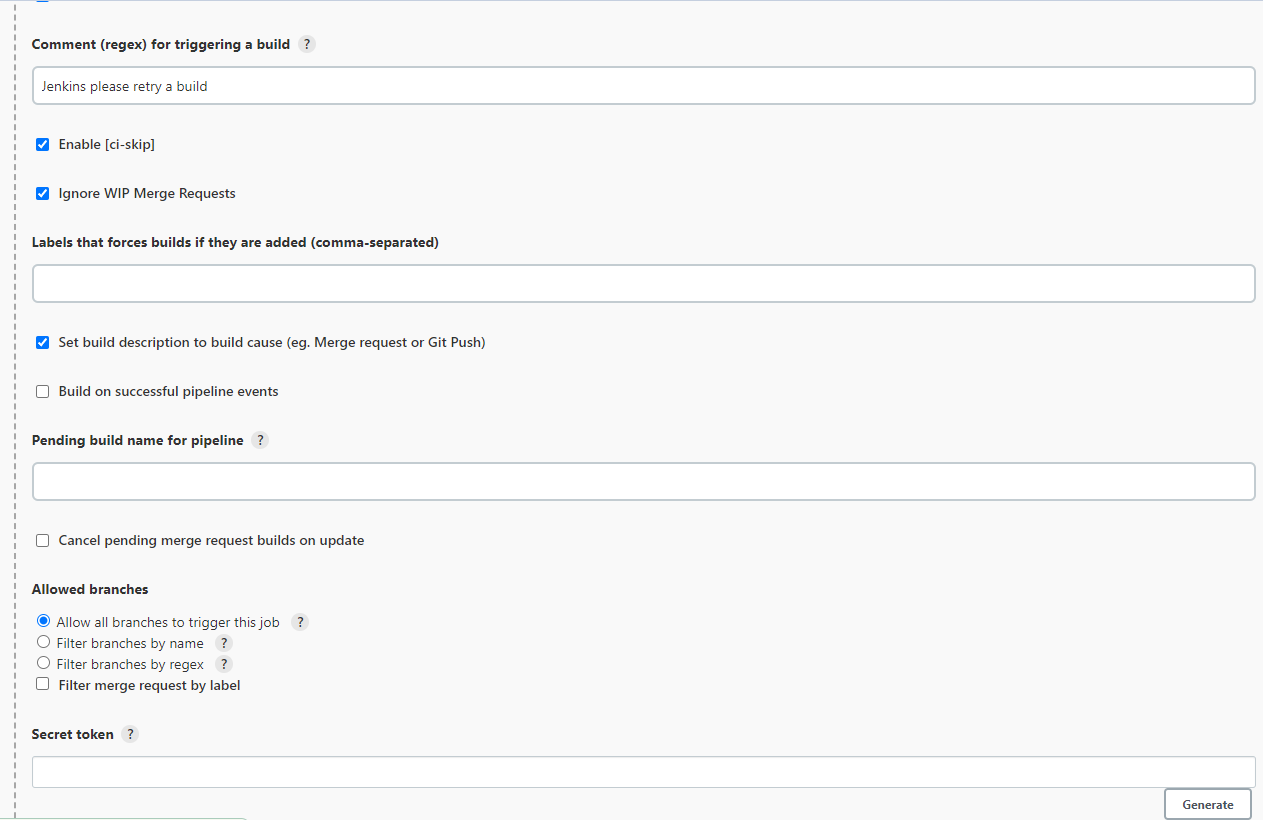 Comment (regex) for triggering a build ?
Jenkins please retry a build
Enable [ci-skip]
Ignore WIP Merge Requests
Labels that forces builds if they are added (comma-separated)
Set build description to build cause (eg. Merge request or Git Push)
Build on successful pipeline events
Pending build name for pipeline ?
Cancel pending merge request builds on update
Allowed branches
Allow all branches to trigger this job ?
Filter branches by name ?
Filter branches by regex ?
Filter merge request by label
Secret token ?
Generate